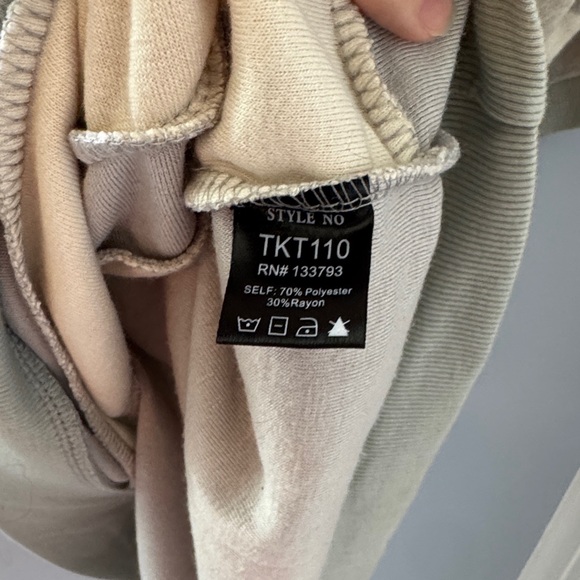 STYLE NO
TKT110
RN# 133793
SELF: 70% Polyester
30%Rayon